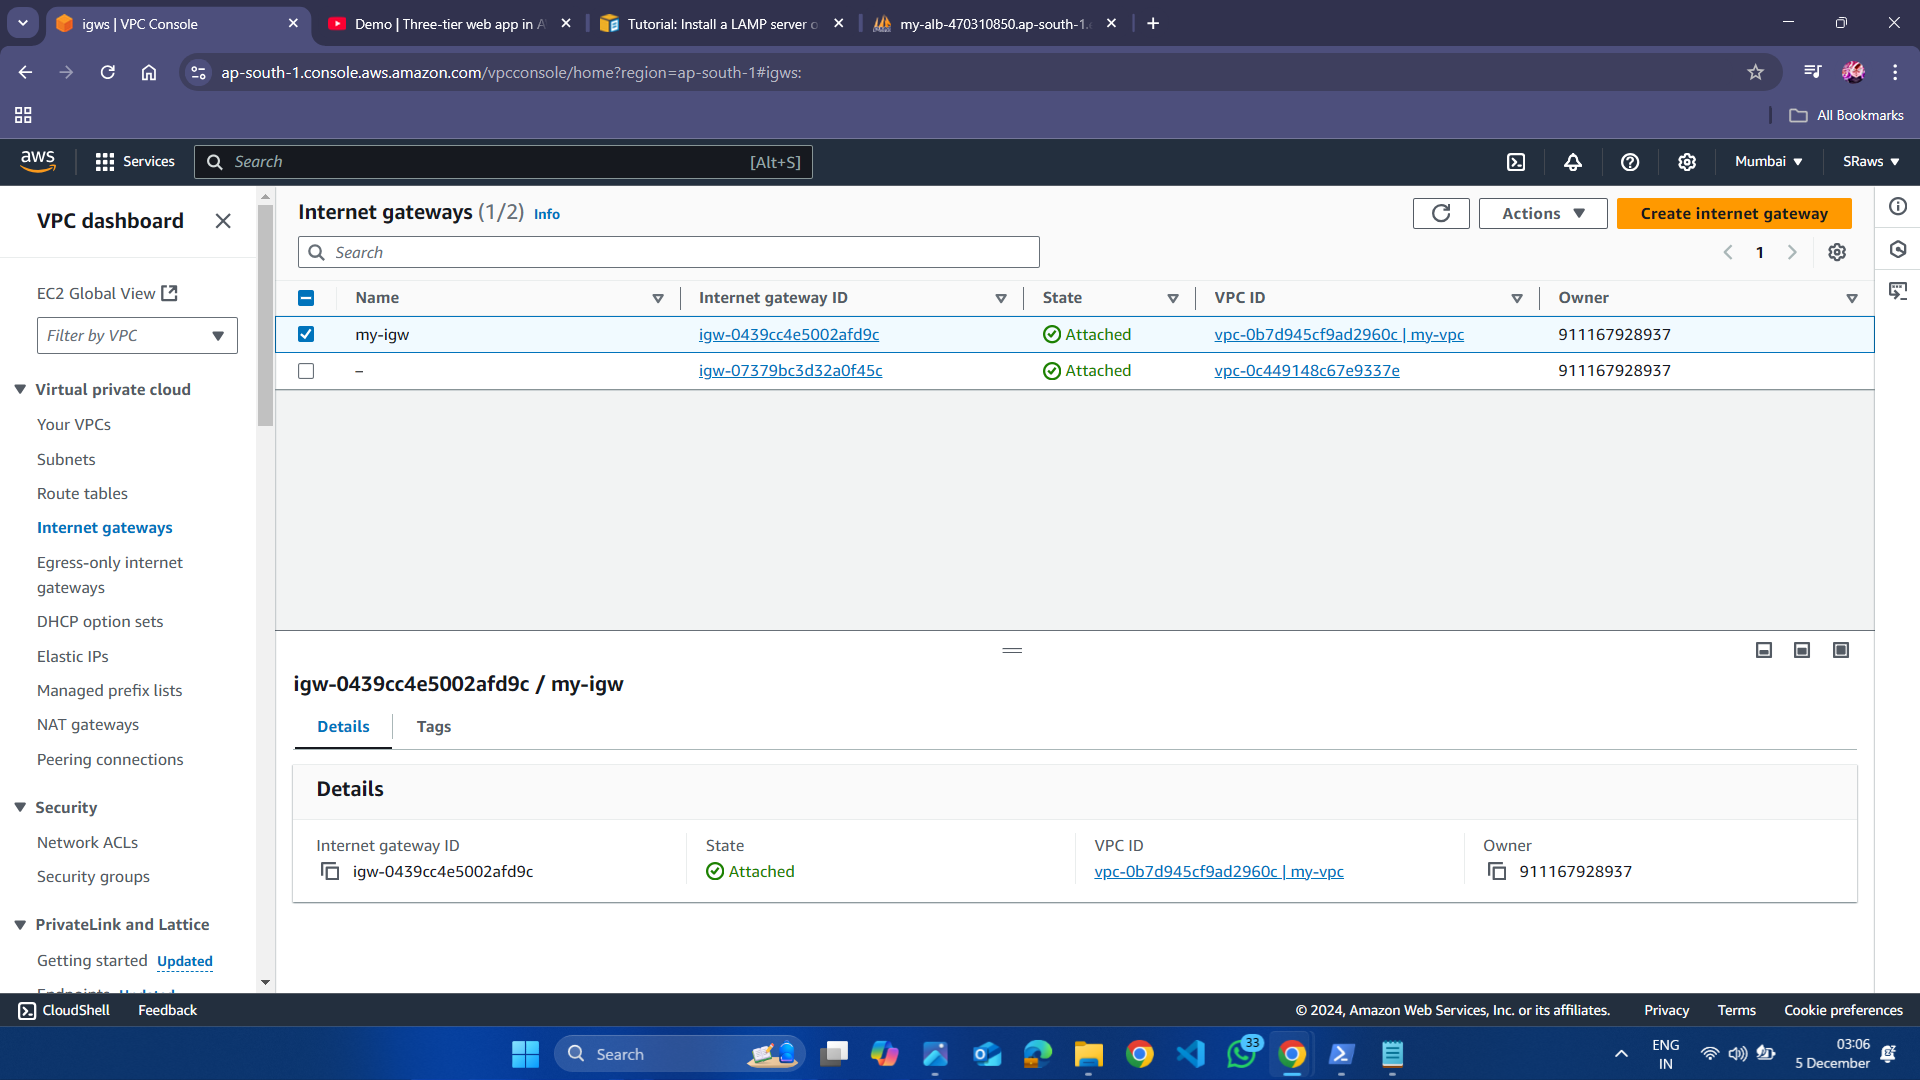 igws | VPC Console
Demo | Three-tier web app in A
Tutorial: Install a LAMP server o
my-alb-470310850.ap-south-1.
ap-south-1.console.aws.amazon.com/vpcconsole/home?region=ap-south-1#igws:
All Bookmarks
aws
Services
Search
[Alt+S]
Mumbai
SRaws
VPC dashboard
EC2 Global View
Filter by VPC
Virtual private cloud
Your VPCs
Subnets
Route tables
Internet gateways
Egress-only internet
gateways
DHCP option sets
Elastic IPs
Managed prefix lists
NAT gateways
Peering connections
Security
Network ACLs
Security groups
PrivateLink and Lattice
Getting started Updated
Endpoints Updated
Internet gateways (1/2) Info
Actions
Create internet gateway
Search
1
Name Internet gateway ID State VPC ID Owner
my-igw igw-0439cc4e5002afd9c Attached vpc-0b7d945cf9ad2960c | my-vpc 911167928937
– igw-07379bc3d32a0f45c Attached vpc-0c449148c67e9337e 911167928937
igw-0439cc4e5002afd9c / my-igw
Details Tags
Details
Internet gateway ID State VPC ID Owner
igw-0439cc4e5002afd9c Attached vpc-0b7d945cf9ad2960c | my-vpc 911167928937
CloudShell Feedback © 2024, Amazon Web Services, Inc. or its affiliates. Privacy Terms Cookie preferences
Search
33
ENG
IN
03:06
5 December